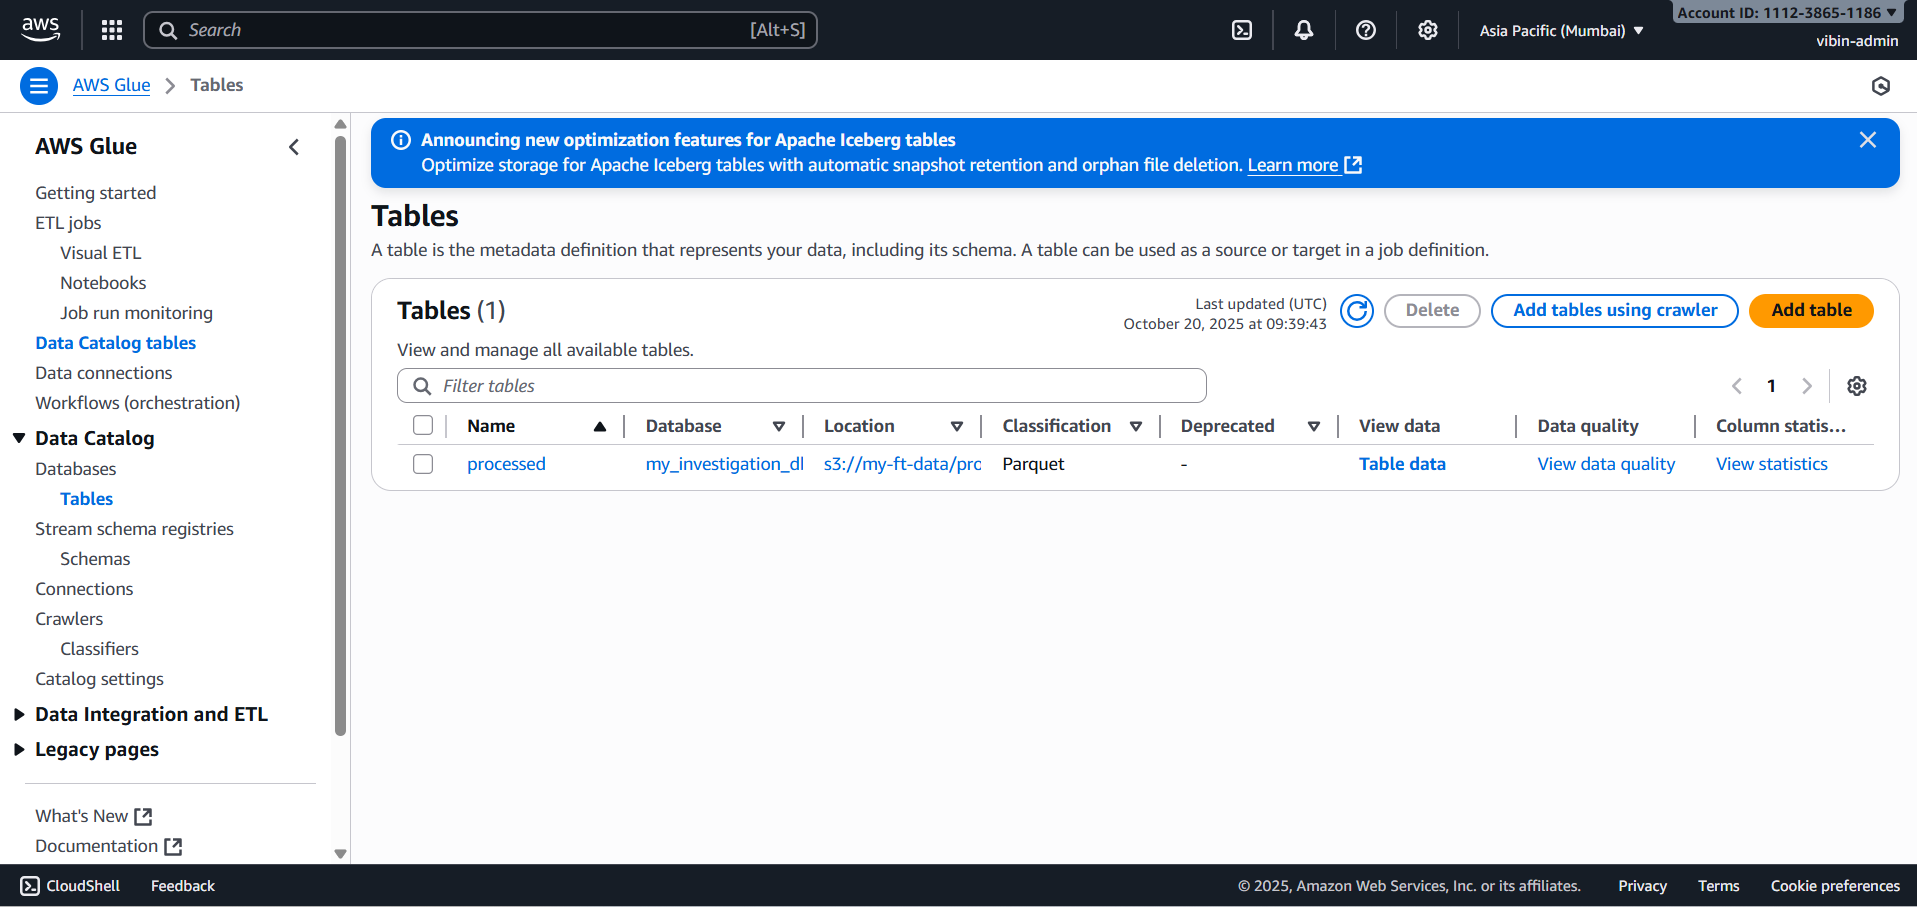 aws
Search [Alt+S]
Asia Pacific (Mumbai)
Account ID: 1112-3865-1186
vibin-admin
AWS Glue
Tables
AWS Glue
Getting started
ETL jobs
Visual ETL
Notebooks
Job run monitoring
Data Catalog tables
Data connections
Workflows (orchestration)
Data Catalog
Databases
Tables
Stream schema registries
Schemas
Connections
Crawlers
Classifiers
Catalog settings
Data Integration and ETL
Legacy pages
What's New
Documentation
Announcing new optimization features for Apache Iceberg tables
Optimize storage for Apache Iceberg tables with automatic snapshot retention and orphan file deletion. Learn more
Tables
A table is the metadata definition that represents your data, including its schema. A table can be used as a source or target in a job definition.
Tables (1)
Last updated (UTC)
October 20, 2025 at 09:39:43
Delete
Add tables using crawler
Add table
View and manage all available tables.
Filter tables
1
Name Database Location Classification Deprecated View data Data quality Column statis...
processed my_investigation_dl s3://my-ft-data/pro Parquet - Table data View data quality View statistics
CloudShell Feedback © 2025, Amazon Web Services, Inc. or its affiliates. Privacy Terms Cookie preferences